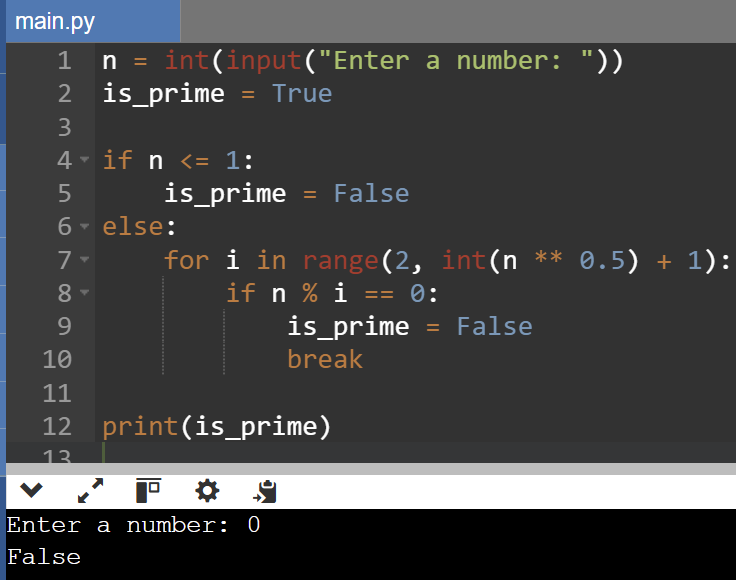 main.py
1 n = int(input("Enter a number: "))
2 is_prime = True
3
4 if n <= 1:
5     is_prime = False
6 else:
7     for i in range(2, int(n ** 0.5) + 1):
8         if n % i == 0:
9             is_prime = False
10             break
11
12 print(is_prime)
13
Enter a number: 0
False